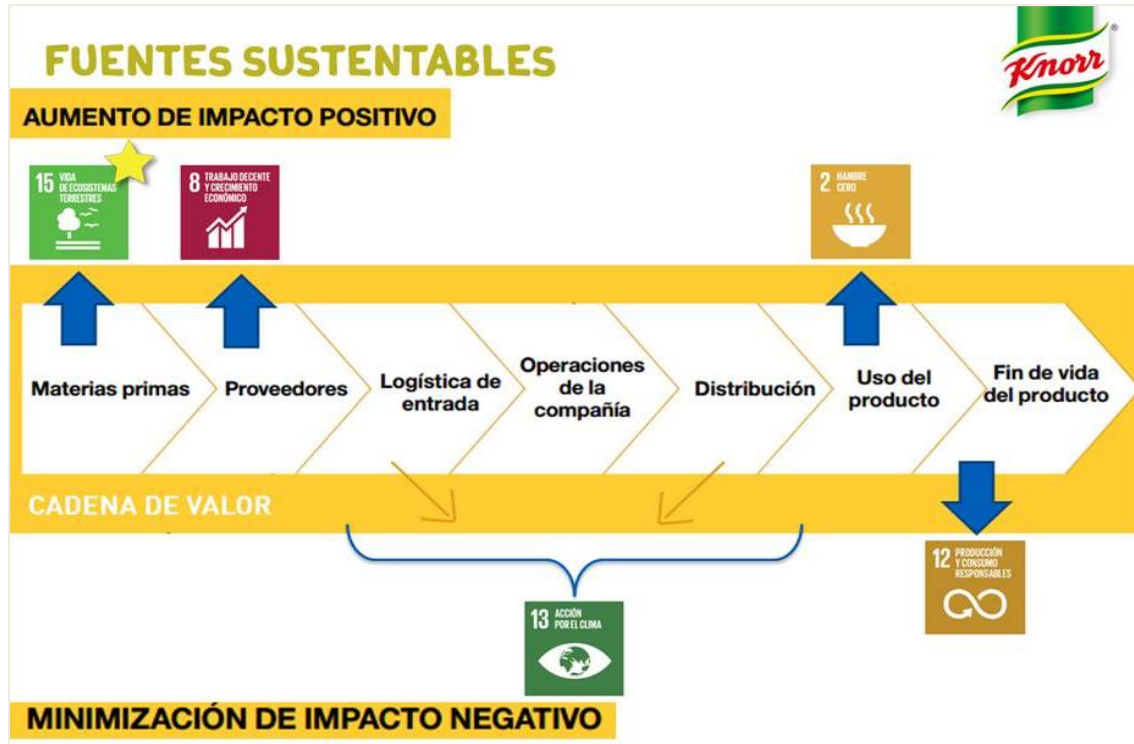 FUENTES SUSTENTABLES
Knorr
®
AUMENTO DE IMPACTO POSITIVO
15 VIDA
DE ECOSISTEMAS
TERRESTRES
8 TRABAJO DECENTE
Y CRECIMIENTO
ECONÓMICO
2 HAMBRE
CERO
Materias primas
Proveedores
Logística de
entrada
Operaciones
de la
compañía
Distribución
Uso del
producto
Fin de vida
del producto
CADENA DE VALOR
12 PRODUCCIÓN
Y CONSUMO
RESPONSABLES
13 ACCIÓN
POR EL CLIMA
MINIMIZACIÓN DE IMPACTO NEGATIVO